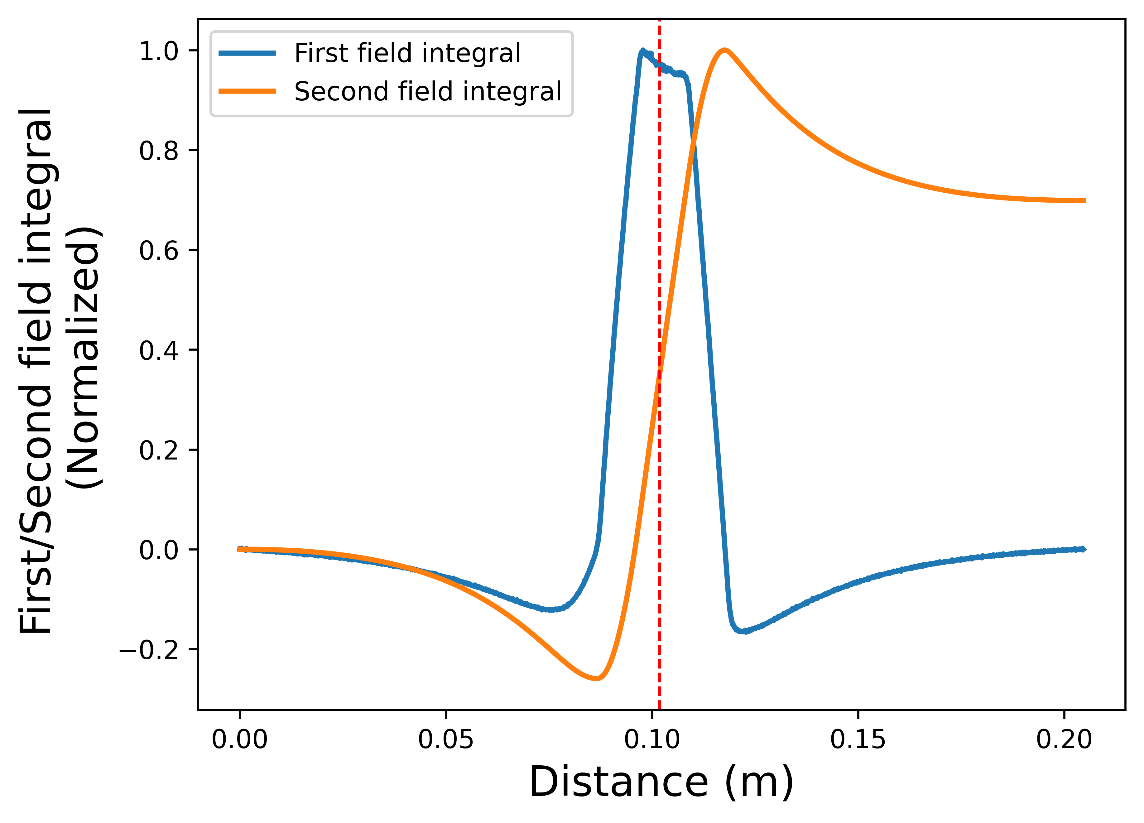 First field integral
Second field integral
First/Second field integral
(Normalized)
1.0
0.8
0.6
0.4
0.2
0.0
−0.2
0.00 0.05 0.10 0.15 0.20
Distance (m)